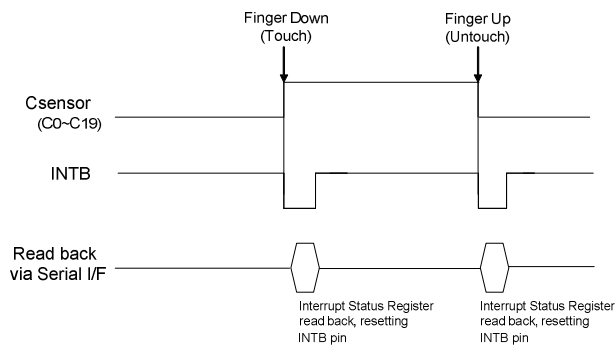 Finger Down
(Touch)
Finger Up
(Untouch)
Csensor
(C0~C19)
INTB
Read back
via Serial I/F
Interrupt Status Register
read back, resetting
INTB pin
Interrupt Status Register
read back, resetting
INTB pin